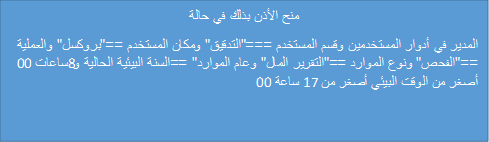 منح الأذن بذلك في حالة
المدير في أدوار المستخدمين وقسم المستخدم ==="التدقيق" ومكان المستخدم =="بروكسل" والعملية
=="الفحص" ونوع الموارد =="التقرير المال" وعام الموارد" ==السنة البيئية الحالية و8ساعات 00
أصغر من الوقت البيئي أصغر من 17 ساعة 00